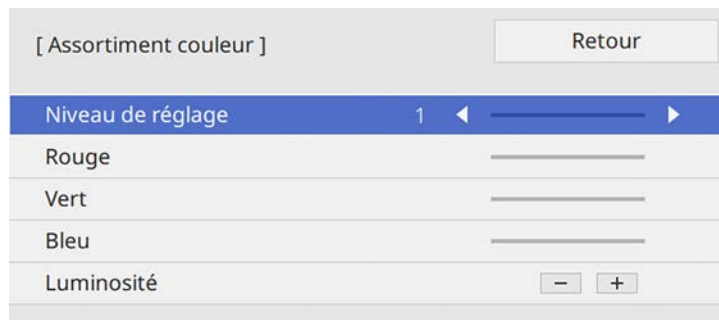 [ Assortiment couleur ] Retour
Niveau de réglage 1
Rouge
Vert
Bleu
Luminosité − +